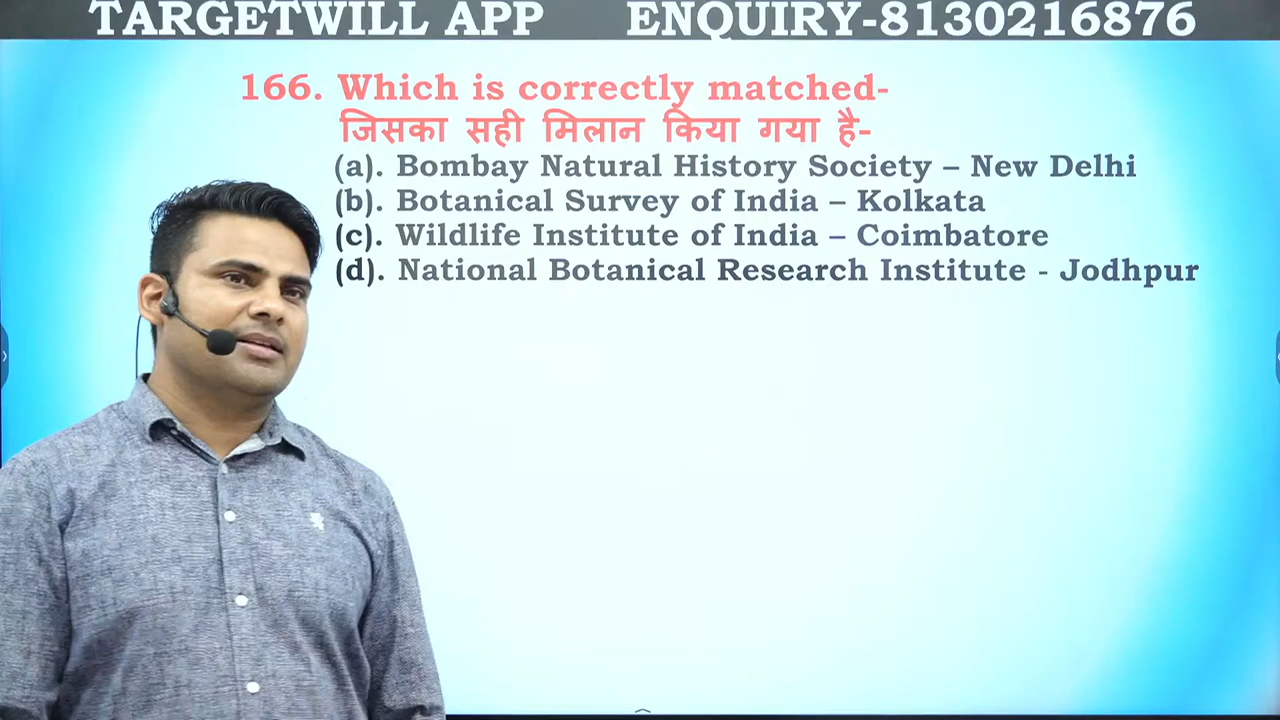 TARGETWILL APP ENQUIRY-8130216876
166. Which is correctly matched-
जिसका सही मिलान किया गया है-
(a). Bombay Natural History Society – New Delhi
(b). Botanical Survey of India – Kolkata
(c). Wildlife Institute of India – Coimbatore
(d). National Botanical Research Institute - Jodhpur